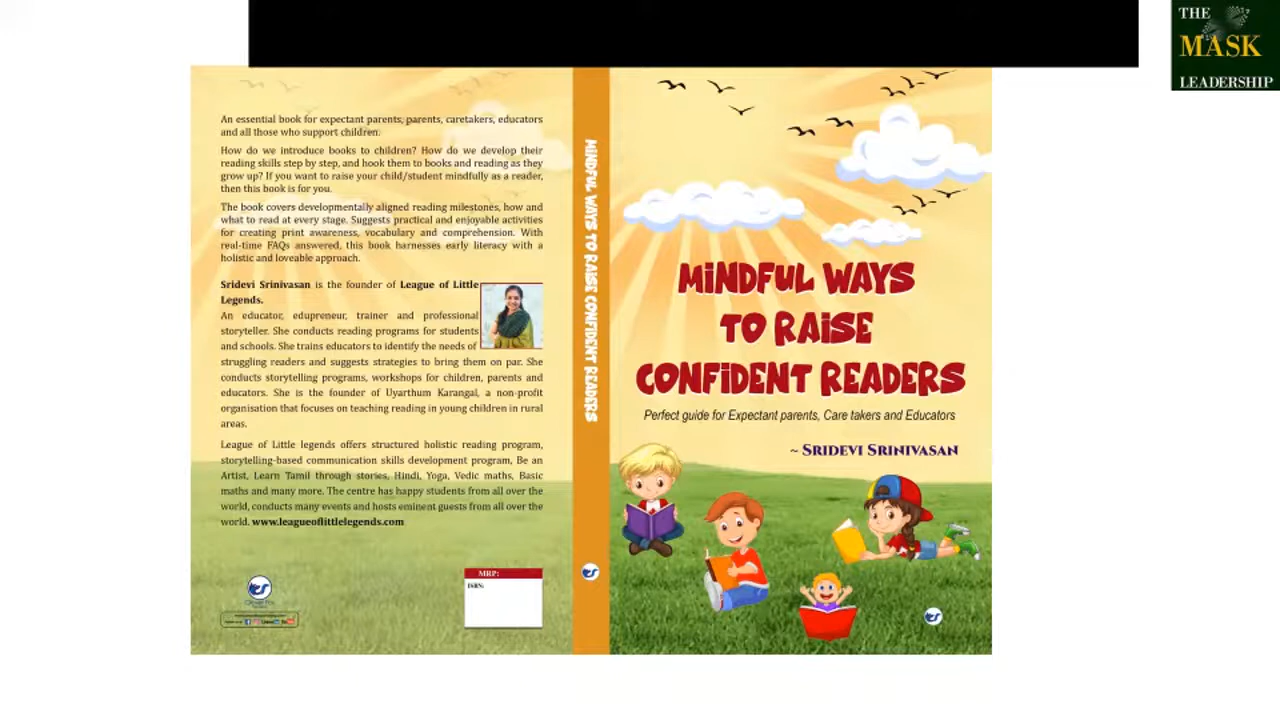 THE
MASK
LEADERSHIP
An essential book for expectant parents, parents, caretakers, educators
and all those who support children.
How do we introduce books to children? How do we develop their
reading skills step by step, and hook them to books and reading as they
grow up? If you want to raise your child/student mindfully as a reader,
then this book is for you.
The book covers developmentally aligned reading milestones, how and
what to read at every stage. Suggests practical and enjoyable activities
for creating print awareness, vocabulary and comprehension. With
real-time FAQs answered, this book harnesses early literacy with a
holistic and loveable approach.
Sridevi Srinivasan is the founder of League of Little
Legends.
An educator, edupreneur, trainer and professional
storyteller. She conducts reading programs for students
and schools. She trains educators to identify the needs of
struggling readers and suggests strategies to bring them on par. She
conducts storytelling programs, workshops for children, parents and
educators. She is the founder of Uyarthum Karangal, a non-profit
organisation that focuses on teaching reading in young children in rural
areas.
League of Little legends offers structured holistic reading program,
storytelling-based communication skills development program, Be an
Artist, Learn Tamil through stories, Hindi, Yoga, Vedic maths, Basic
maths and many more. The centre has happy students from all over the
world, conducts many events and hosts eminent guests from all over the
world. www.leagueoflittlelegends.com
MRP:
ISBN:
MINDFUL WAYS TO RAISE CONFIDENT READERS
MINDFUL WAYS
TO RAISE
CONFIDENT READERS
Perfect guide for Expectant parents, Care takers and Educators
~ SRIDEVI SRINIVASAN